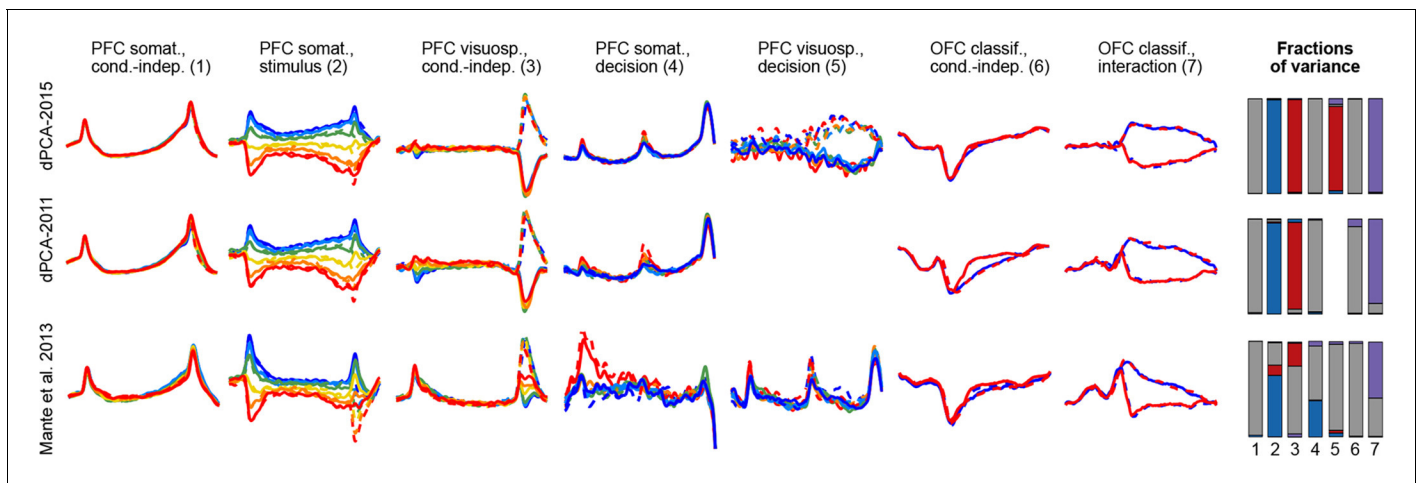 PFC somat.,
cond.-indep. (1)
PFC somat.,
stimulus (2)
PFC visuosp.,
cond.-indep. (3)
PFC somat.,
decision (4)
PFC visuosp.,
decision (5)
OFC classif.,
cond.-indep. (6)
OFC classif.,
interaction (7)
Fractions
of variance
dPCA-2015
dPCA-2011
Mante et al. 2013
1 2 3 4 5 6 7